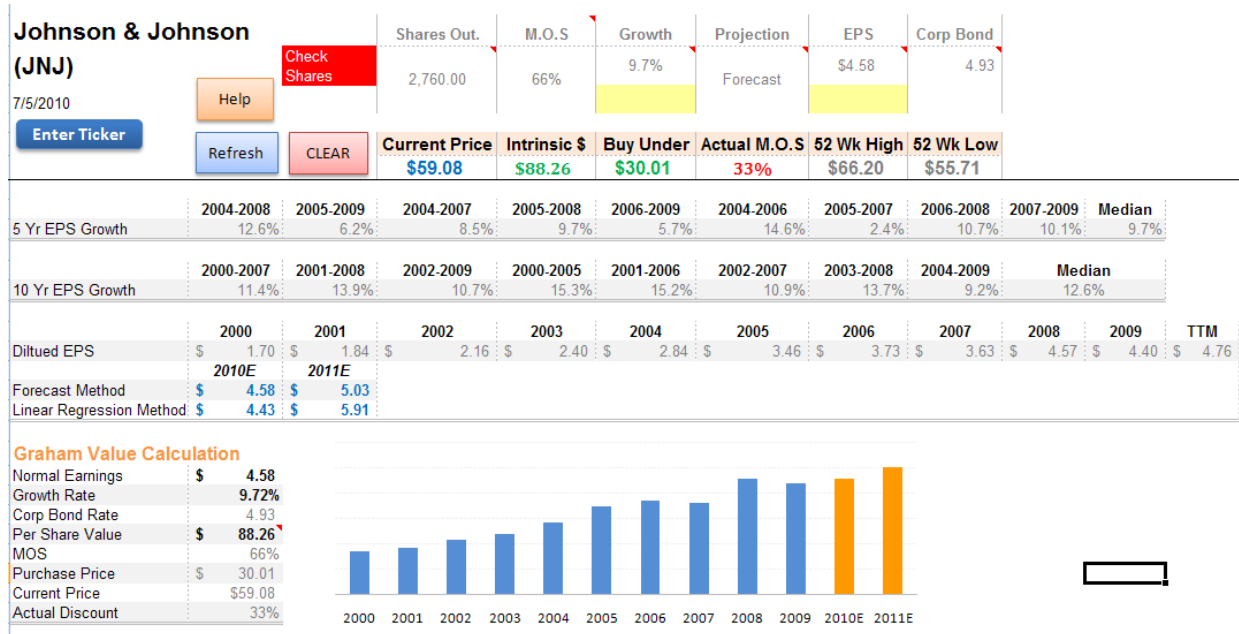 Johnson & Johnson
(JNJ)
7/5/2010
Enter Ticker
Help
Refresh
CLEAR
Check
Shares
Shares Out. M.O.S Growth Projection EPS Corp Bond
2,760.00 66% 9.7% Forecast $4.58 4.93
Current Price Intrinsic $ Buy Under Actual M.O.S 52 Wk High 52 Wk Low
$59.08 $88.26 $30.01 33% $66.20 $55.71
2004-2008 2005-2009 2004-2007 2005-2008 2006-2009 2004-2006 2005-2007 2006-2008 2007-2009 Median
5 Yr EPS Growth 12.6% 6.2% 8.5% 9.7% 5.7% 14.6% 2.4% 10.7% 10.1% 9.7%
2000-2007 2001-2008 2002-2009 2000-2005 2001-2006 2002-2007 2003-2008 2004-2009 Median
10 Yr EPS Growth 11.4% 13.9% 10.7% 15.3% 15.2% 10.9% 13.7% 9.2% 12.6%
2000 2001 2002 2003 2004 2005 2006 2007 2008 2009 TTM
Diltued EPS $ 1.70 $ 1.84 $ 2.16 $ 2.40 $ 2.84 $ 3.46 $ 3.73 $ 3.63 $ 4.57 $ 4.40 $ 4.76
2010E 2011E
Forecast Method $ 4.58 $ 5.03
Linear Regression Method $ 4.43 $ 5.91
Graham Value Calculation
Normal Earnings $ 4.58
Growth Rate 9.72%
Corp Bond Rate 4.93
Per Share Value $ 88.26
MOS 66%
Purchase Price $ 30.01
Current Price $59.08
Actual Discount 33%
2000 2001 2002 2003 2004 2005 2006 2007 2008 2009 2010E 2011E